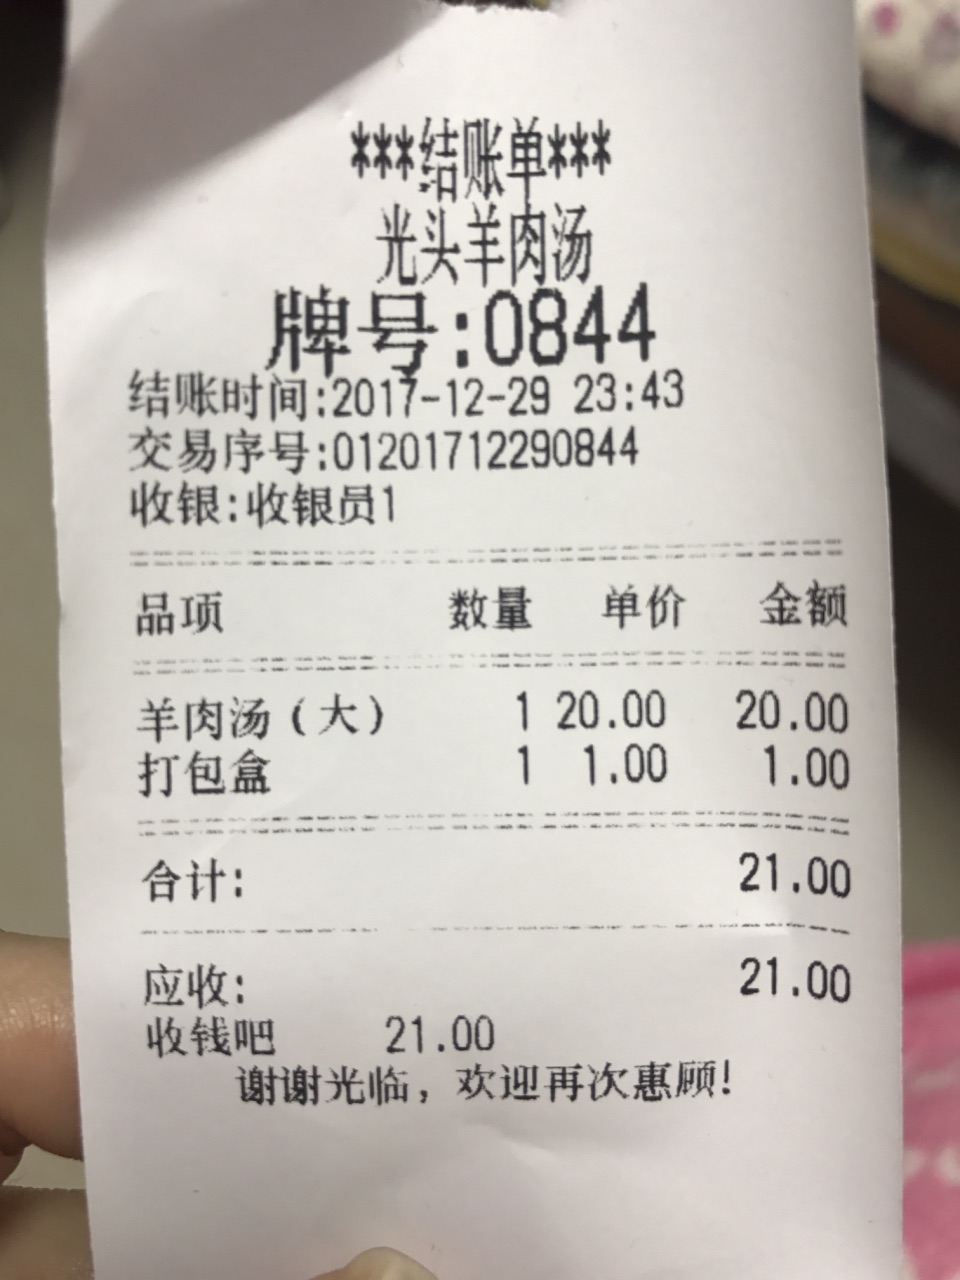 ***结账单***
光头羊肉汤
牌号:0844
结账时间:2017-12-29 23:43
交易序号:01201712290844
收银:收银员1
品项 数量 单价 金额
羊肉汤(大) 1 20.00 20.00
打包盒 1 1.00 1.00
合计: 21.00
应收: 21.00
收钱吧 21.00
谢谢光临，欢迎再次惠顾!